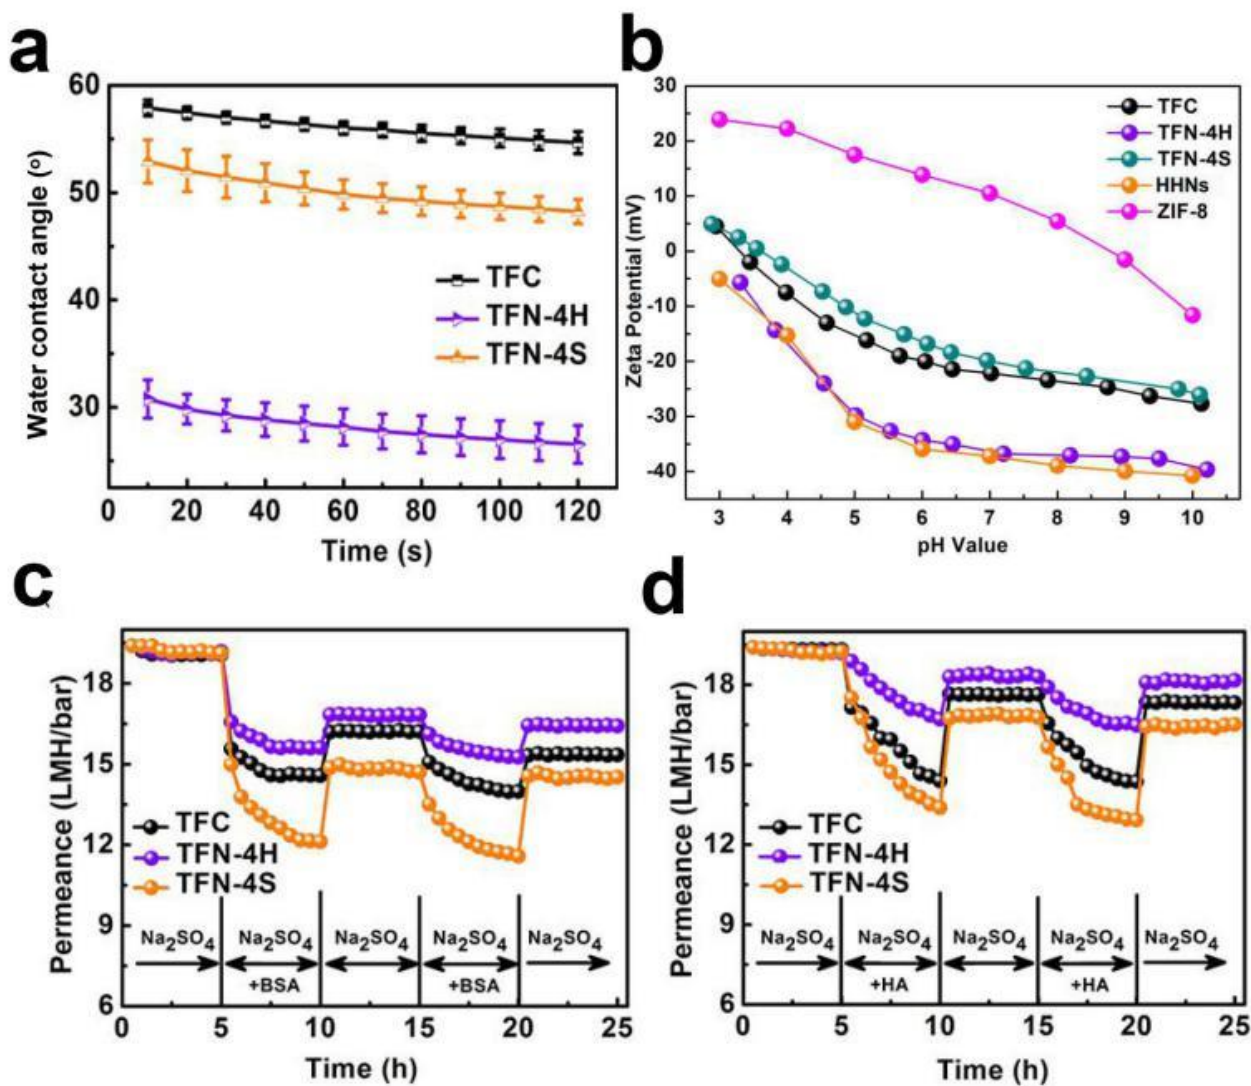 a
60
50
40
30
Water contact angle (º)
TFC
TFN-4H
TFN-4S
0 20 40 60 80 100 120
Time (s)
b
30
20
10
0
-10
-20
-30
-40
Zeta Potential (mV)
TFC
TFN-4H
TFN-4S
HHNs
ZIF-8
3 4 5 6 7 8 9 10
pH Value
c
18
15
12
9
6
Permeance (LMH/bar)
TFC
TFN-4H
TFN-4S
Na₂SO₄ Na₂SO₄ Na₂SO₄ Na₂SO₄ Na₂SO₄
+BSA +BSA
0 5 10 15 20 25
Time (h)
d
18
15
12
9
6
Permeance (LMH/bar)
TFC
TFN-4H
TFN-4S
Na₂SO₄ Na₂SO₄ Na₂SO₄ Na₂SO₄ Na₂SO₄
+HA +HA
0 5 10 15 20 25
Time (h)